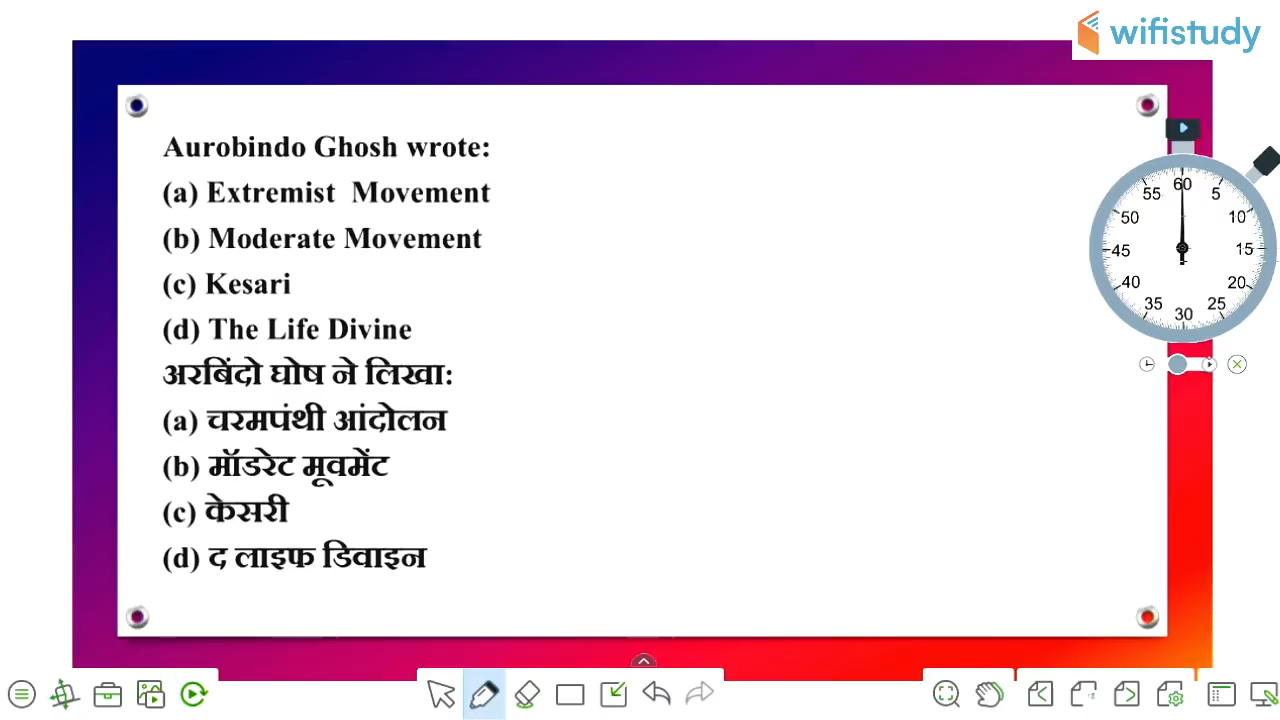 wifistudy
Aurobindo Ghosh wrote:
(a) Extremist Movement
(b) Moderate Movement
(c) Kesari
(d) The Life Divine
अरबिंदो घोष ने लिखा:
(a) चरमपंथी आंदोलन
(b) मॉडरेट मूवमेंट
(c) केसरी
(d) द लाइफ डिवाइन
60
55 5
50 10
45 15
40 20
35 25
30